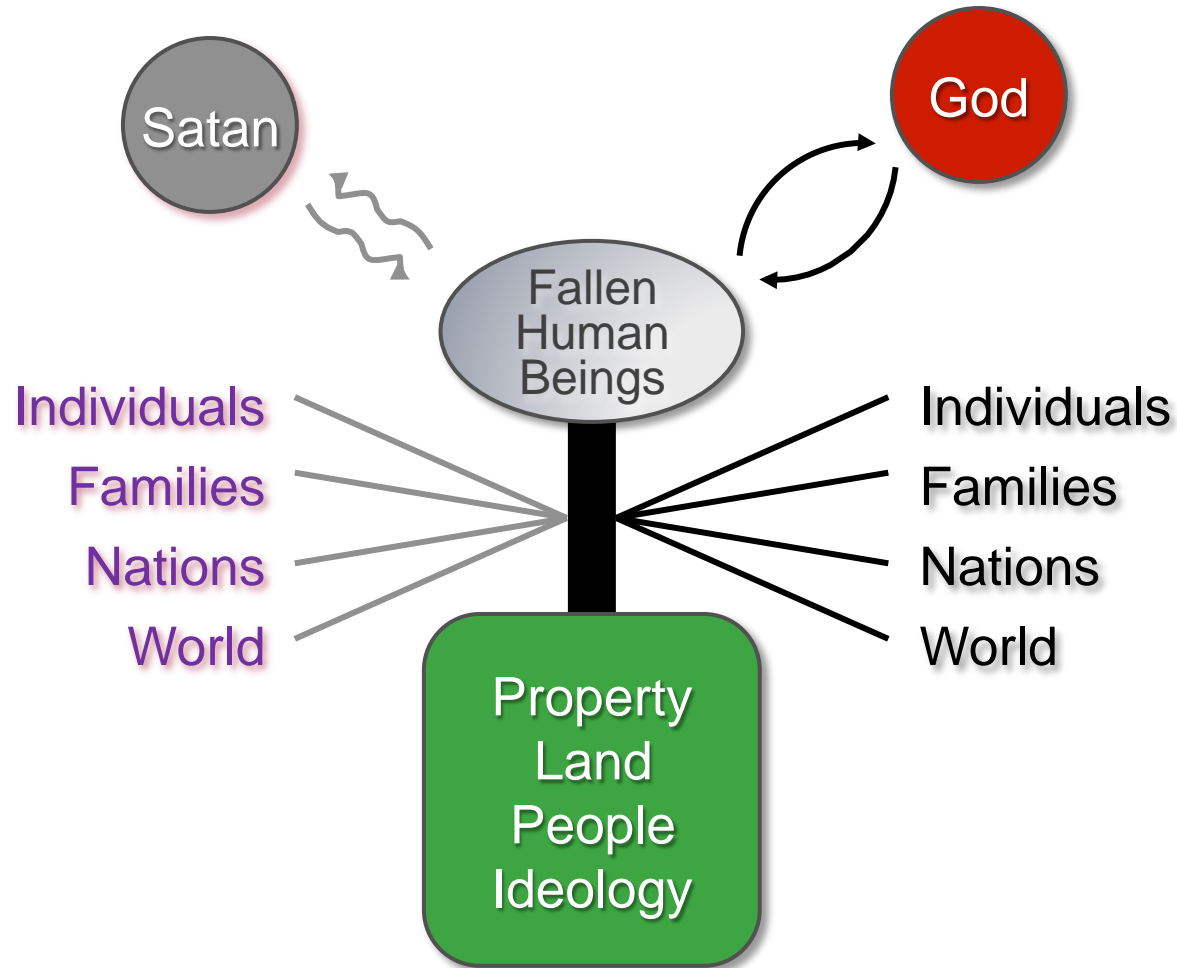 Satan
God
Fallen
Human
Beings
Individuals
Families
Nations
World
Individuals
Families
Nations
World
Property
Land
People
Ideology